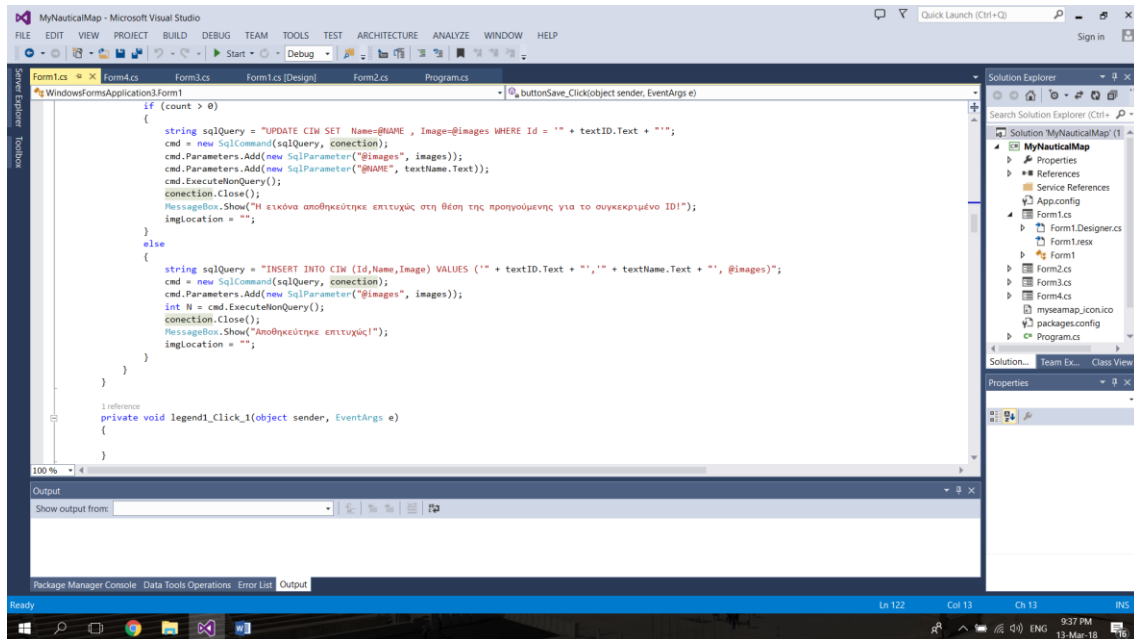 MyNauticalMap - Microsoft Visual Studio
Quick Launch (Ctrl+Q)
FILE EDIT VIEW PROJECT BUILD DEBUG TEAM TOOLS TEST ARCHITECTURE ANALYZE WINDOW HELP
Sign in
Start
Debug
Server Explorer
Toolbox
Form1.cs Form4.cs Form3.cs Form1.cs [Design] Form2.cs Program.cs
WindowsFormsApplication3.Form1
buttonSave_Click(object sender, EventArgs e)
if (count > 0)
{
string sqlQuery = "UPDATE CIW SET  Name=@NAME , Image=@images WHERE Id = '" + textID.Text + "'";
cmd = new SqlCommand(sqlQuery, conection);
cmd.Parameters.Add(new SqlParameter("@images", images));
cmd.Parameters.Add(new SqlParameter("@NAME", textName.Text));
cmd.ExecuteNonQuery();
conection.Close();
MessageBox.Show("Η εικόνα αποθηκεύτηκε επιτυχώς στη θέση της προηγούμενης για το συγκεκριμένο ID!");
imgLocation = "";
}
else
{
string sqlQuery = "INSERT INTO CIW (Id,Name,Image) VALUES ('" + textID.Text + "','" + textName.Text + "', @images)";
cmd = new SqlCommand(sqlQuery, conection);
cmd.Parameters.Add(new SqlParameter("@images", images));
int N = cmd.ExecuteNonQuery();
conection.Close();
MessageBox.Show("Αποθηκεύτηκε επιτυχώς!");
imgLocation = "";
}
}
}
1 reference
private void legend1_Click_1(object sender, EventArgs e)
{
}
100 %
Solution Explorer
Search Solution Explorer (Ctrl+
Solution 'MyNauticalMap' (1
MyNauticalMap
Properties
References
Service References
App.config
Form1.cs
Form1.Designer.cs
Form1.resx
Form1
Form2.cs
Form3.cs
Form4.cs
myseamap_icon.ico
packages.config
Program.cs
Solution... Team Ex... Class View
Properties
Output
Show output from:
Package Manager Console Data Tools Operations Error List Output
Ready
Ln 122 Col 13 Ch 13 INS
ENG
9:37 PM
13-Mar-18